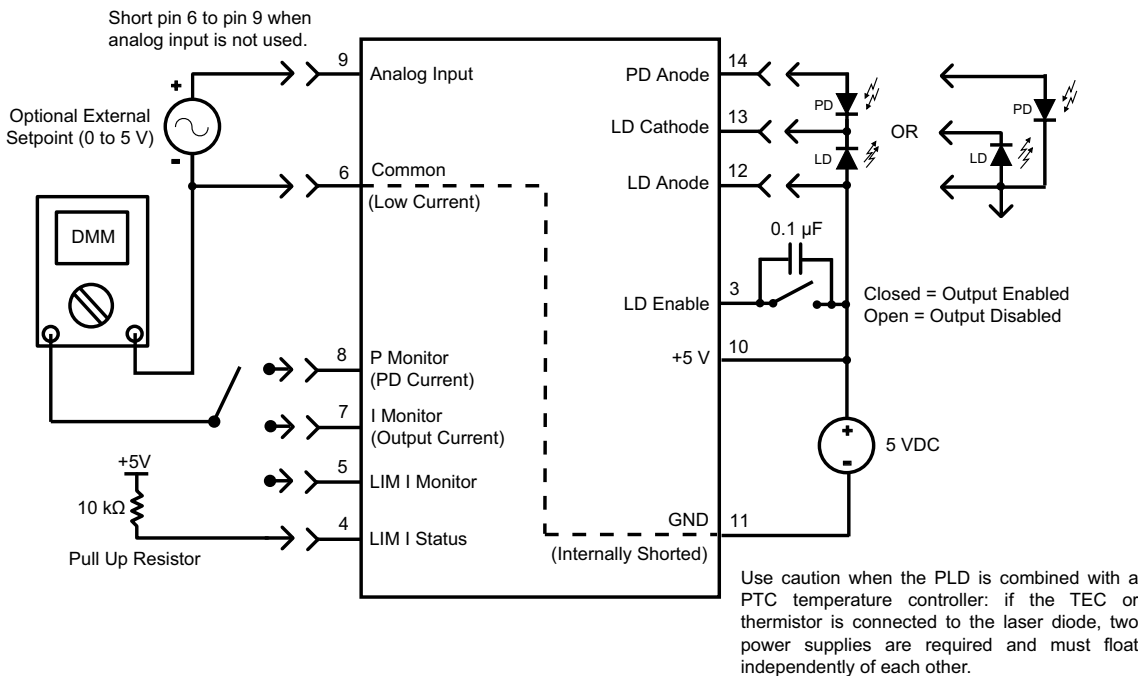 Short pin 6 to pin 9 when
analog input is not used.
9
Analog Input
+
Optional External
Setpoint (0 to 5 V)
-
6
Common
(Low Current)
DMM
8
P Monitor
(PD Current)
7
I Monitor
(Output Current)
5
LIM I Monitor
+5V
10 kΩ
4
LIM I Status
Pull Up Resistor
14
PD Anode
PD
13
LD Cathode
LD
12
LD Anode
OR
PD
LD
0.1 µF
3
LD Enable
Closed = Output Enabled
Open = Output Disabled
+5 V
10
+
5 VDC
-
GND
11
(Internally Shorted)
Use caution when the PLD is combined with a
PTC temperature controller: if the TEC or
thermistor is connected to the laser diode, two
power supplies are required and must float
independently of each other.